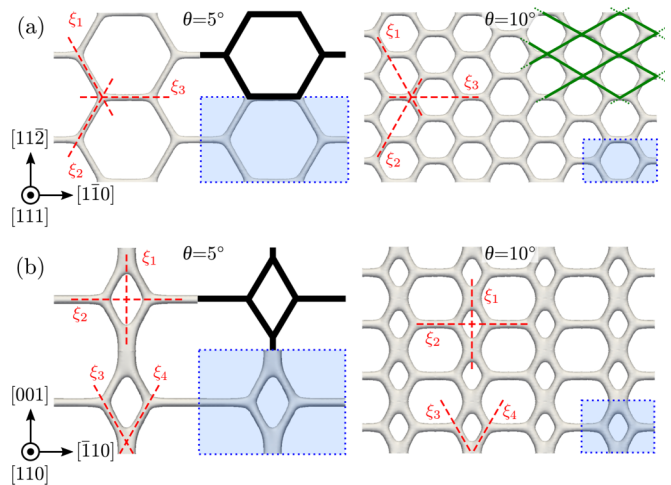 (a)
θ=5°
θ=10°
ξ₁
ξ₁
ξ₃
ξ₃
ξ₂
ξ₂
[112̄]
[11̄0]
[111]
(b)
θ=5°
θ=10°
ξ₁
ξ₁
ξ₂
ξ₂
ξ₃
ξ₄
ξ₃
ξ₄
[001]
[1̄10]
[110]